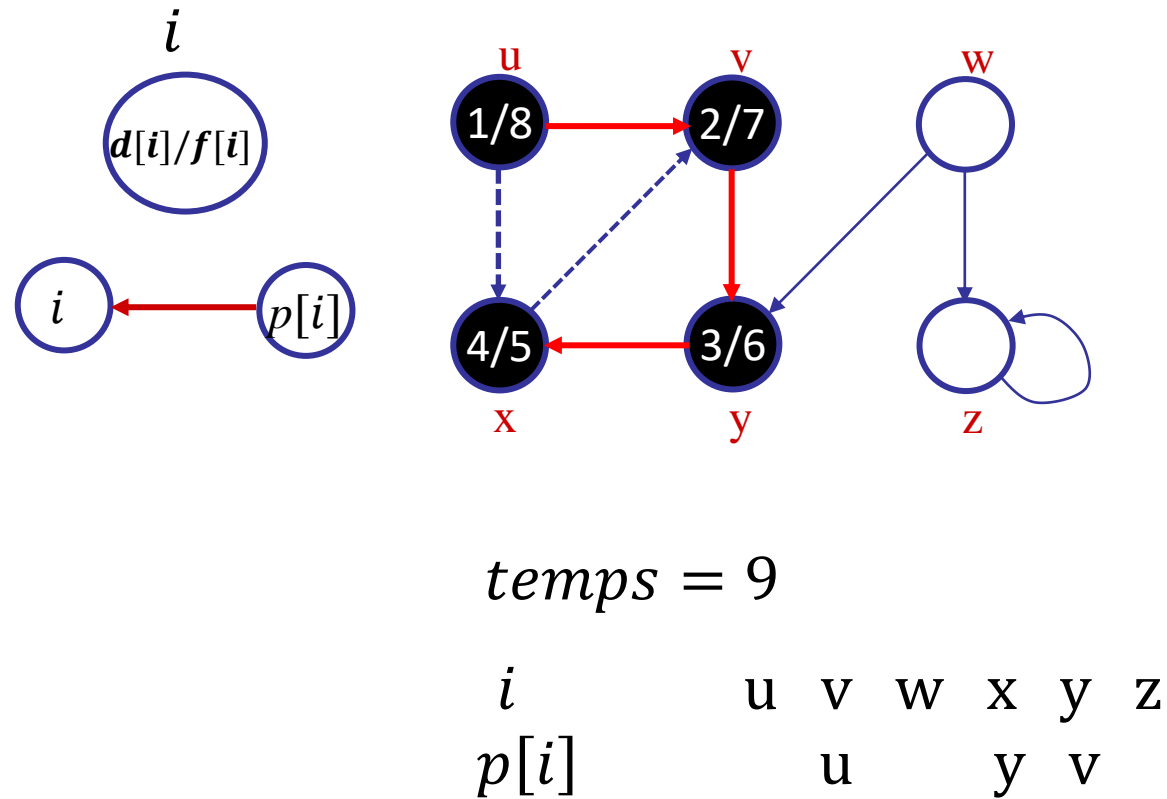 i
u v w
d[i]/f[i] 1/8 2/7
i p[i] 4/5 3/6
x y z
temps = 9
i u v w x y z
p[i] u y v